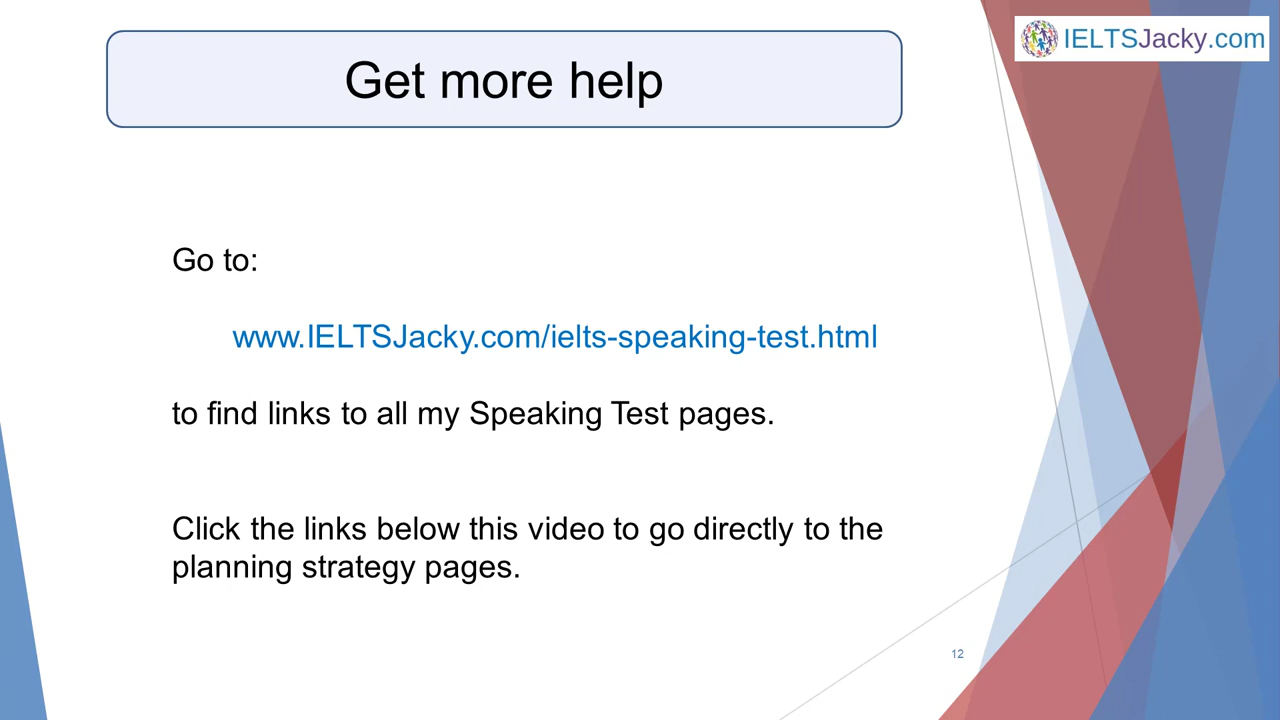 IELTSJacky.com
Get more help
Go to:
www.IELTSJacky.com/ielts-speaking-test.html
to find links to all my Speaking Test pages.
Click the links below this video to go directly to the
planning strategy pages.
12